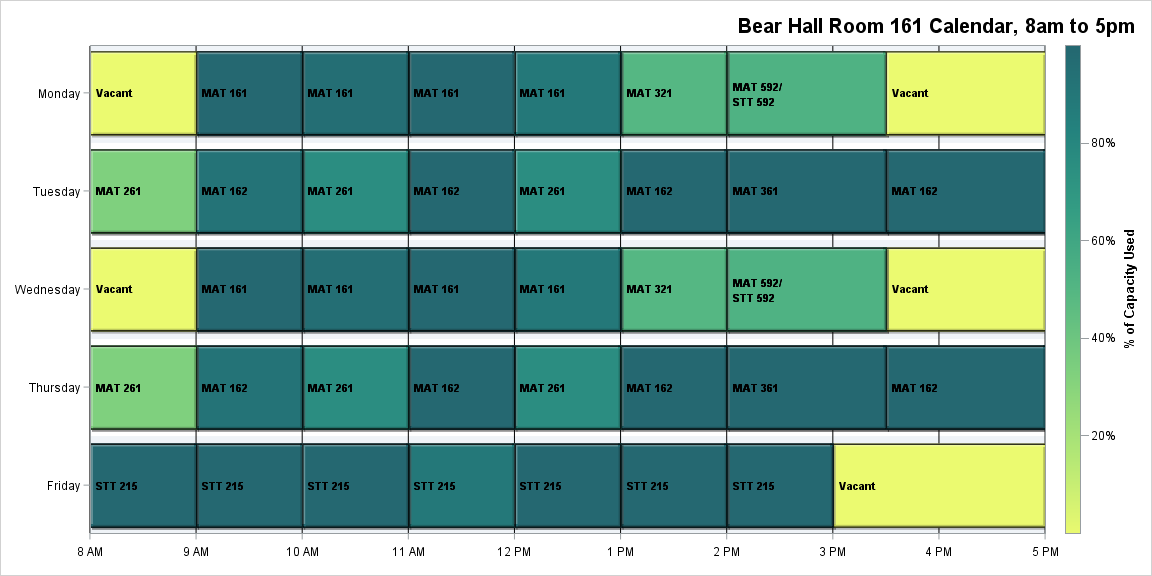 Bear Hall Room 161 Calendar, 8am to 5pm
Monday
Vacant
MAT 161
MAT 161
MAT 161
MAT 161
MAT 321
MAT 592/
STT 592
Vacant
Tuesday
MAT 261
MAT 162
MAT 261
MAT 162
MAT 261
MAT 162
MAT 361
MAT 162
Wednesday
Vacant
MAT 161
MAT 161
MAT 161
MAT 161
MAT 321
MAT 592/
STT 592
Vacant
Thursday
MAT 261
MAT 162
MAT 261
MAT 162
MAT 261
MAT 162
MAT 361
MAT 162
Friday
STT 215
STT 215
STT 215
STT 215
STT 215
STT 215
STT 215
Vacant
8 AM
9 AM
10 AM
11 AM
12 PM
1 PM
2 PM
3 PM
4 PM
5 PM
80%
60%
40%
20%
% of Capacity Used